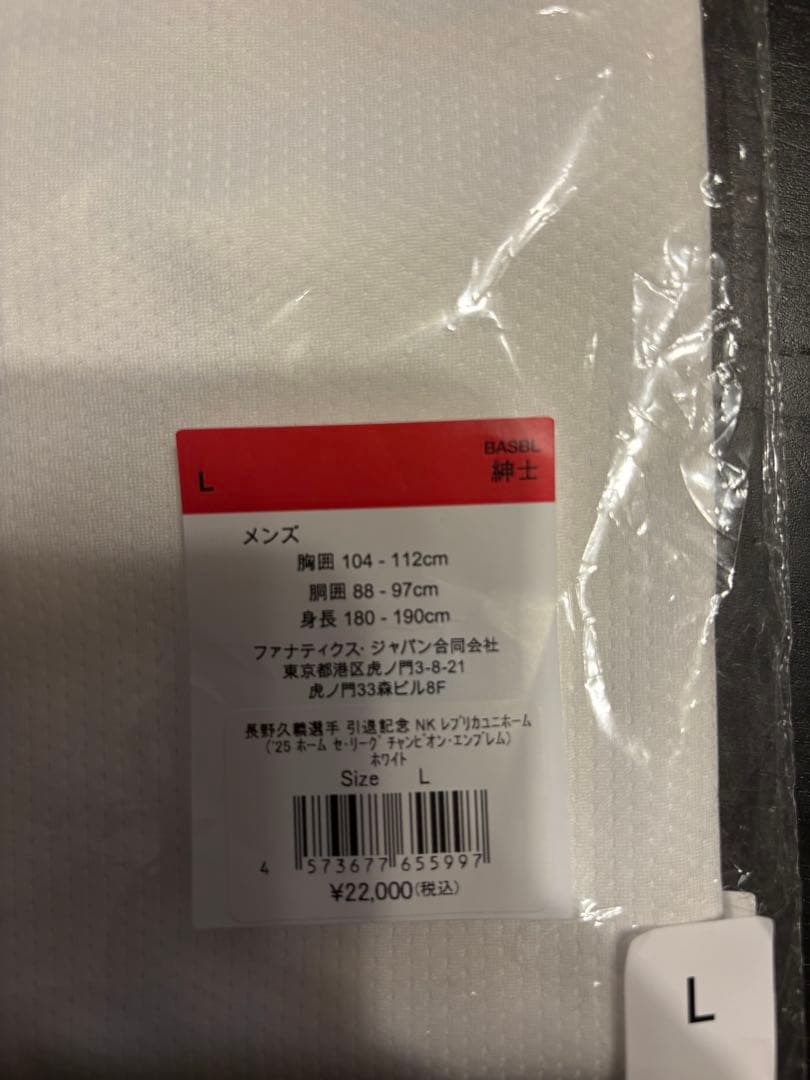 BASBL
L 紳士
メンズ
胸囲 104 - 112cm
胴囲 88 - 97cm
身長 180 - 190cm
ファナティクス・ジャパン合同会社
東京都港区虎ノ門3-8-21
虎ノ門33森ビル8F
長野久義選手 引退記念 NK レプリカユニホーム
('25 ホーム セ・リーグ チャンピオン・エンブレム)
ホワイト
Size L
4 573677 655997
¥22,000(税込)
L